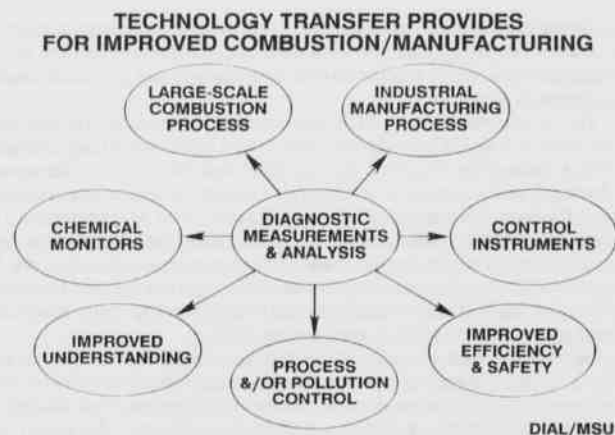 TECHNOLOGY TRANSFER PROVIDES
FOR IMPROVED COMBUSTION/MANUFACTURING
LARGE-SCALE
COMBUSTION
PROCESS
INDUSTRIAL
MANUFACTURING
PROCESS
CHEMICAL
MONITORS
DIAGNOSTIC
MEASUREMENTS
& ANALYSIS
CONTROL
INSTRUMENTS
IMPROVED
UNDERSTANDING
PROCESS
&/OR POLLUTION
CONTROL
IMPROVED
EFFICIENCY
& SAFETY
DIAL/MSU